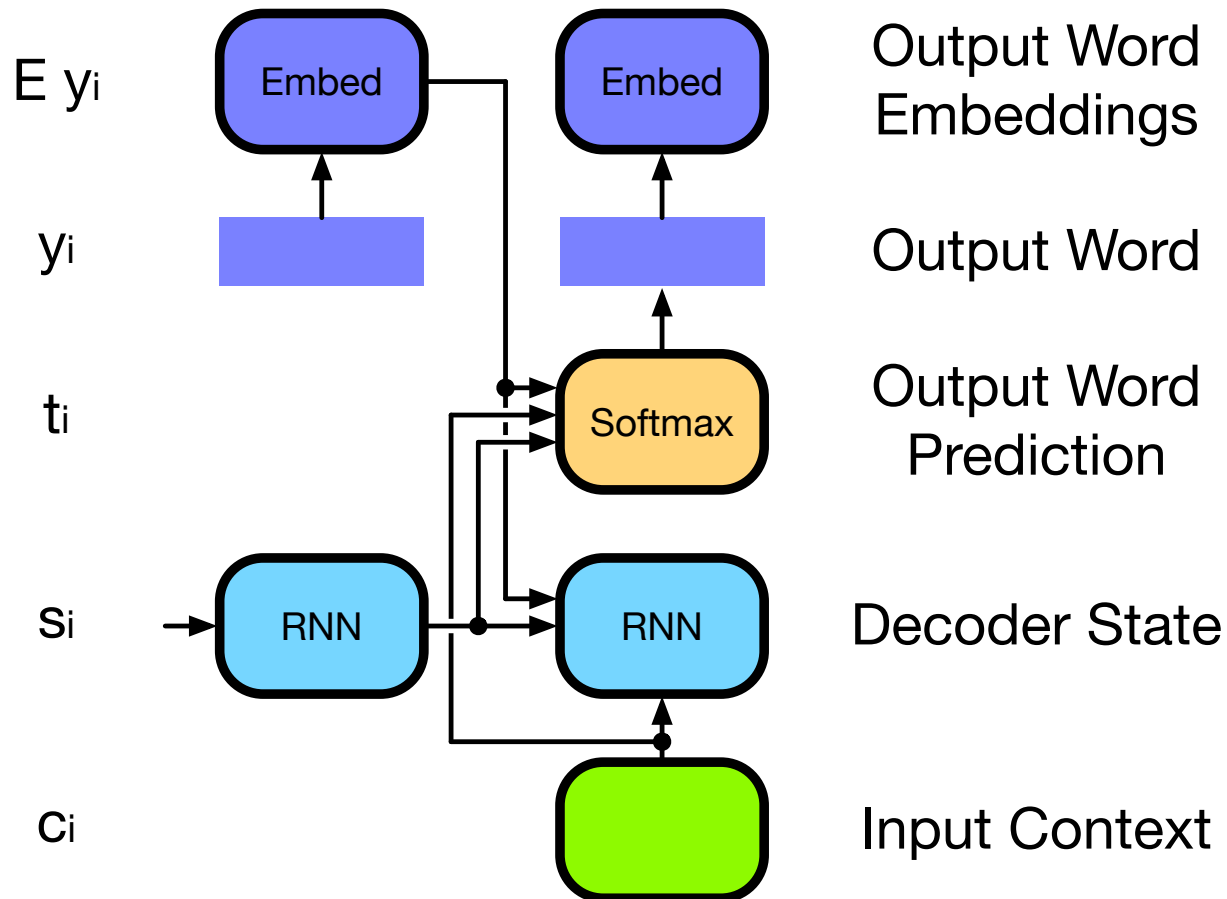 E yi
Embed
Embed
Output Word
Embeddings
yi
Output Word
ti
Softmax
Output Word
Prediction
si
RNN
RNN
Decoder State
ci
Input Context